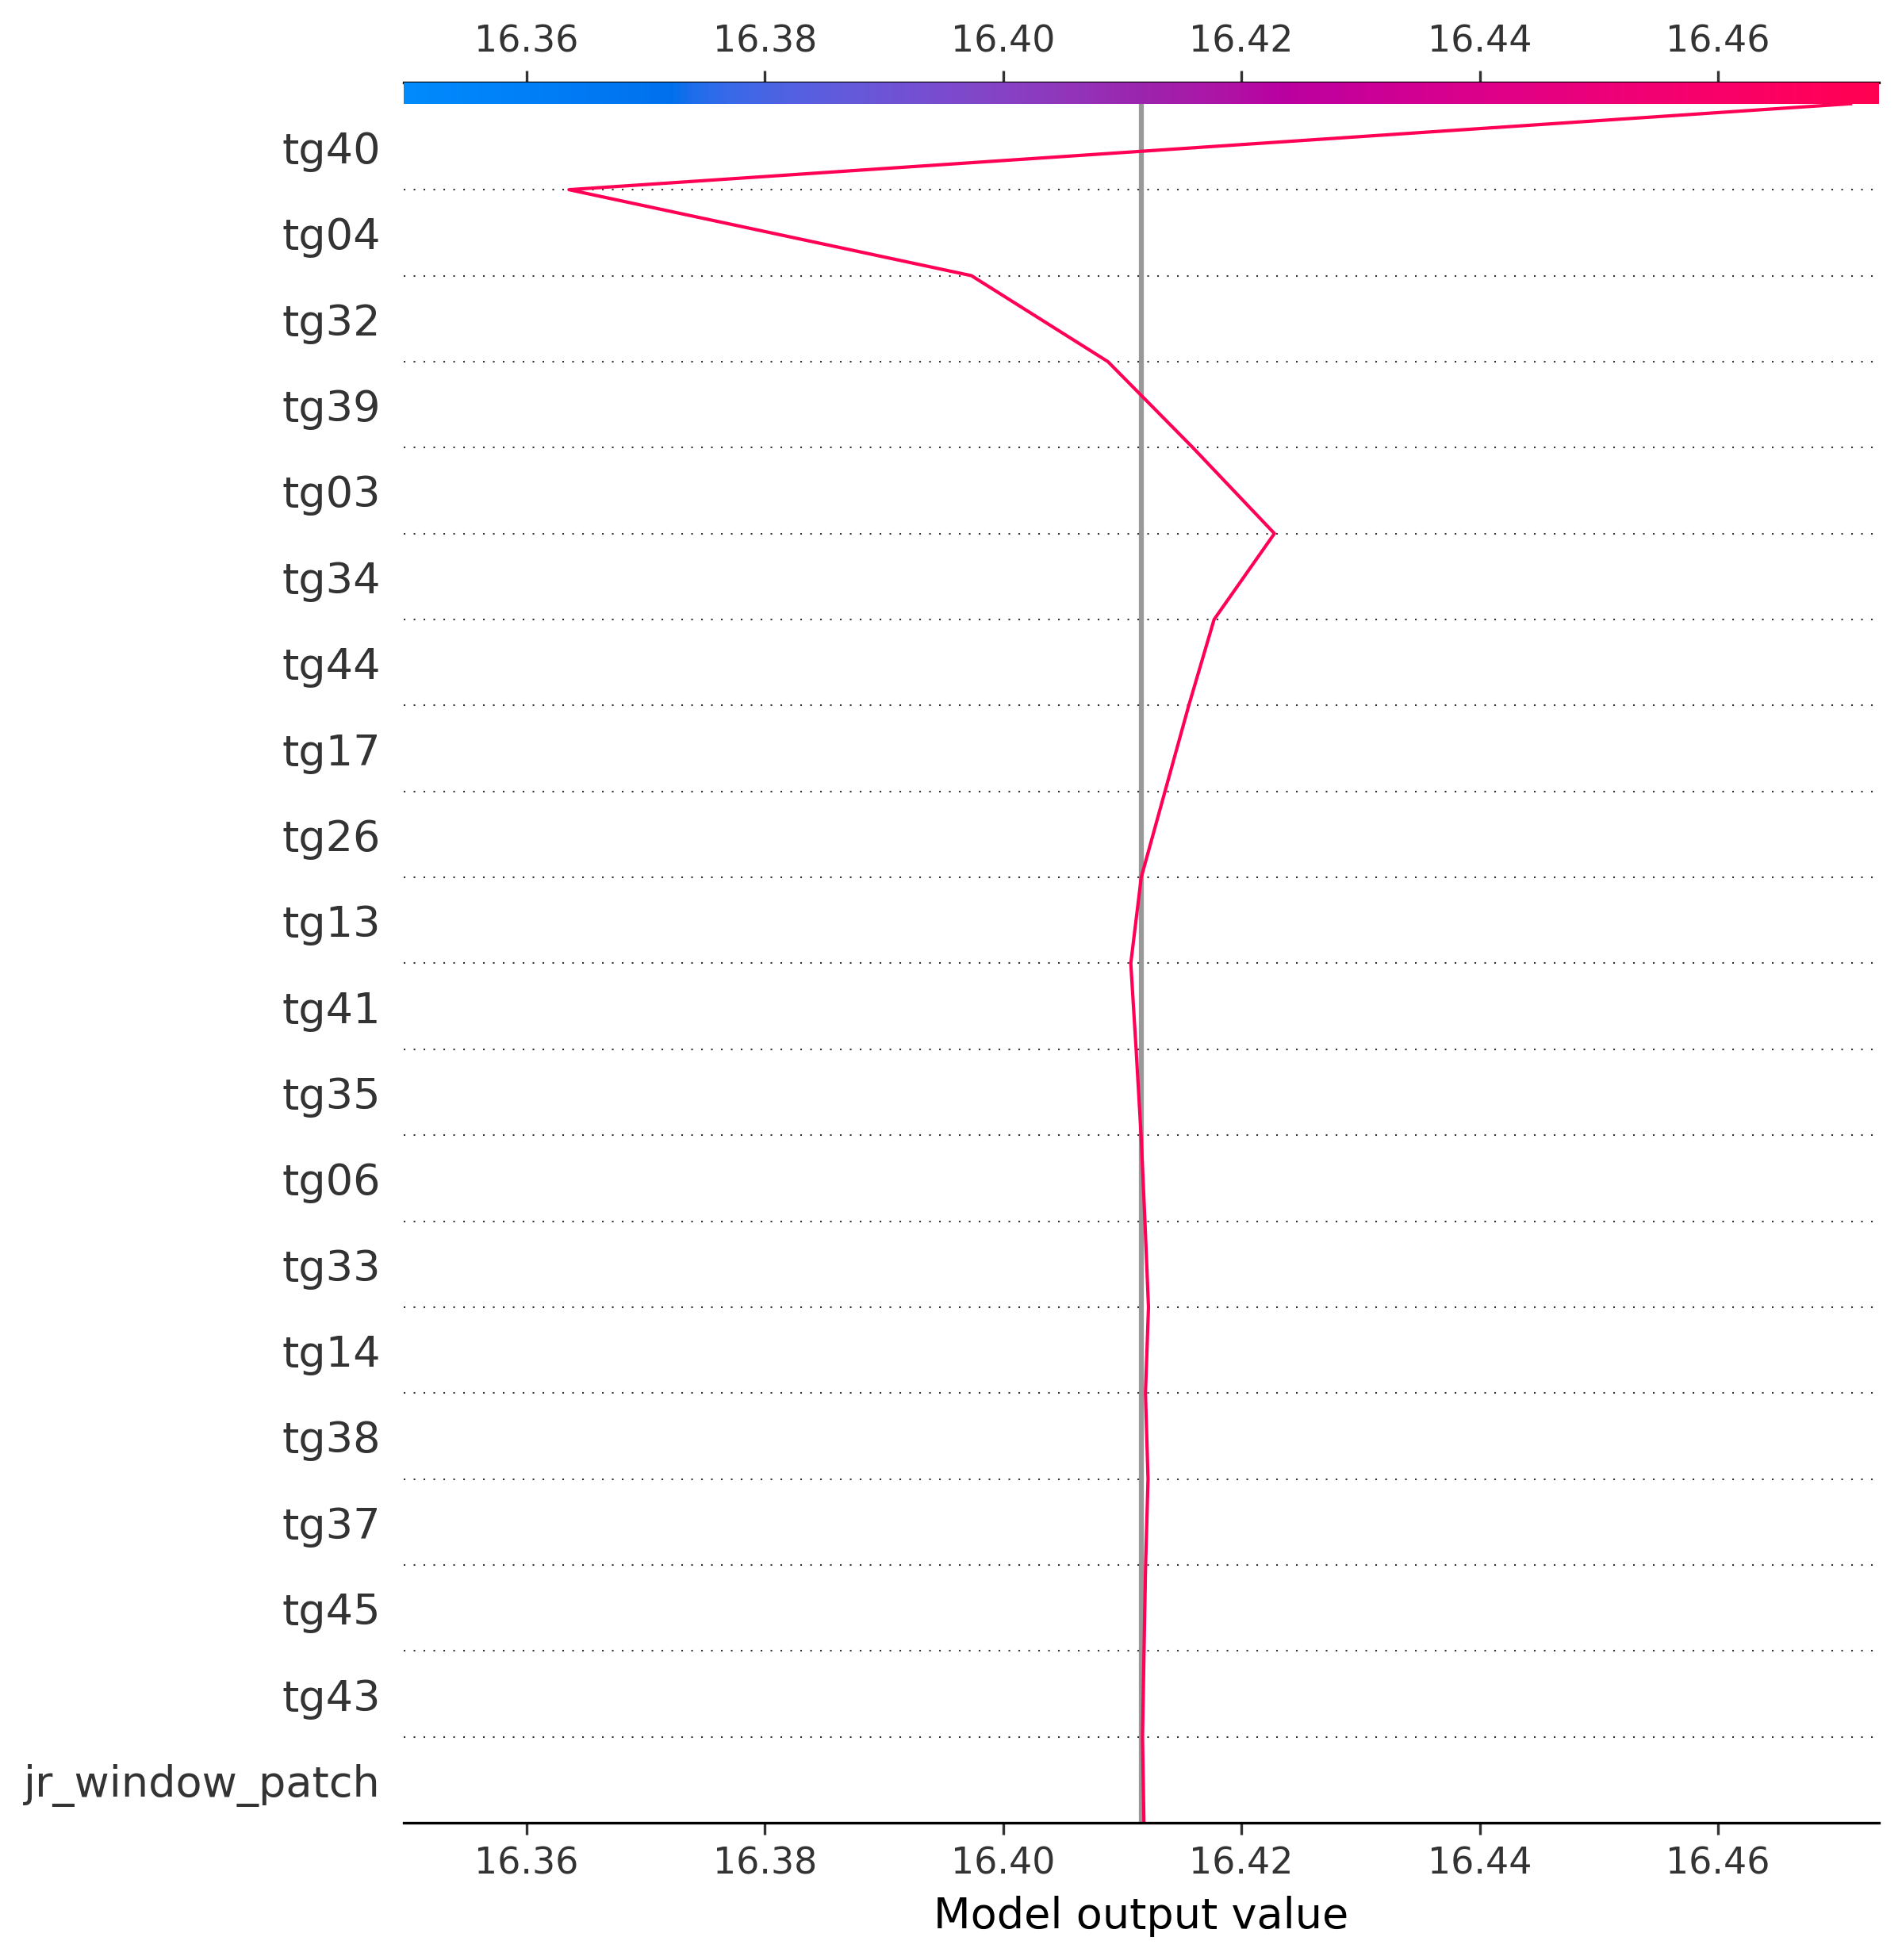 16.36 16.38 16.40 16.42 16.44 16.46
tg40
tg04
tg32
tg39
tg03
tg34
tg44
tg17
tg26
tg13
tg41
tg35
tg06
tg33
tg14
tg38
tg37
tg45
tg43
jr_window_patch
16.36 16.38 16.40 16.42 16.44 16.46
Model output value